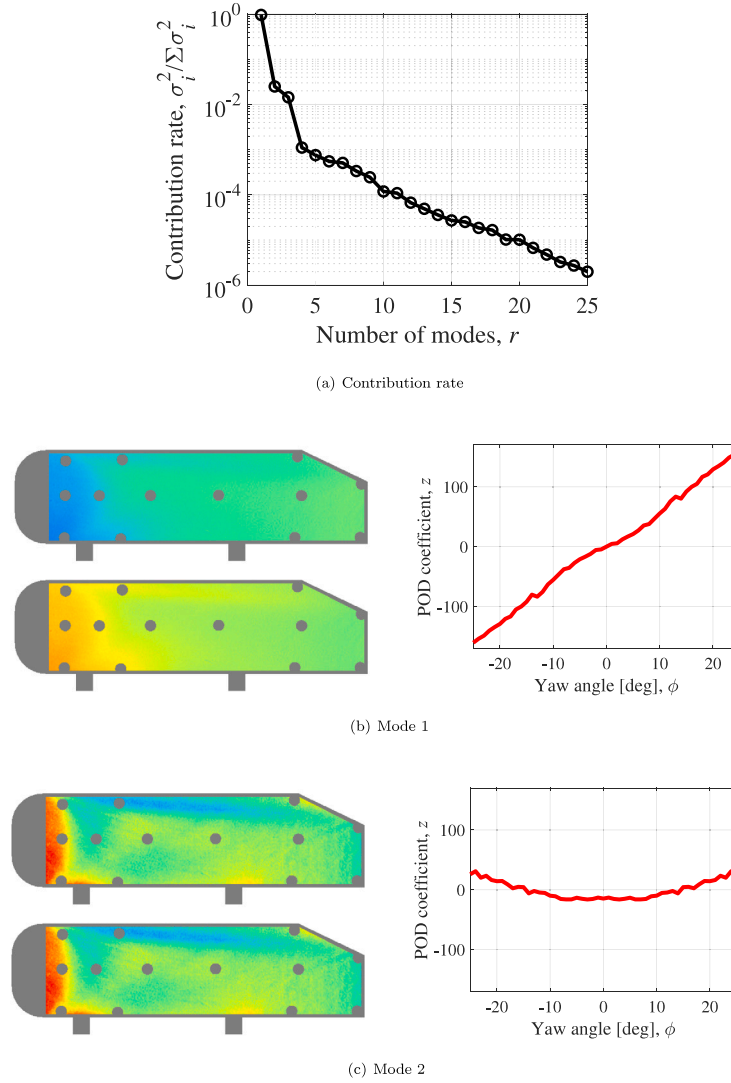 10^0
10^-2
10^-4
10^-6
Contribution rate, σ_i^2/Σσ_i^2
0 5 10 15 20 25
Number of modes, r
(a) Contribution rate
100
0
-100
POD coefficient, z
-20 -10 0 10 20
Yaw angle [deg], ϕ
(b) Mode 1
100
0
-100
POD coefficient, z
-20 -10 0 10 20
Yaw angle [deg], ϕ
(c) Mode 2